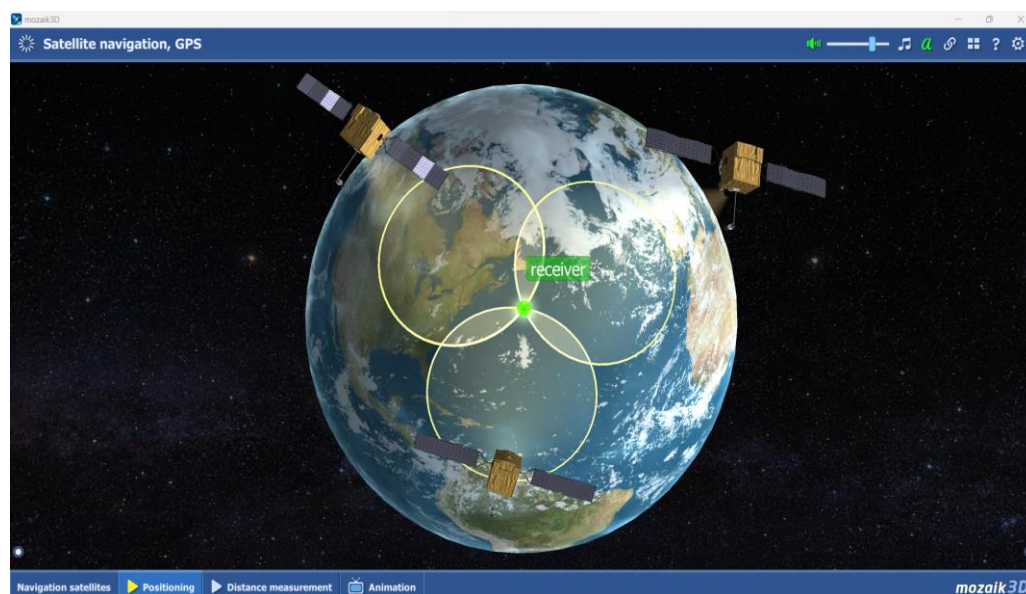 mozaik3D
Satellite navigation, GPS
a
?
receiver
Navigation satellites
Positioning
Distance measurement
Animation
mozaik3D